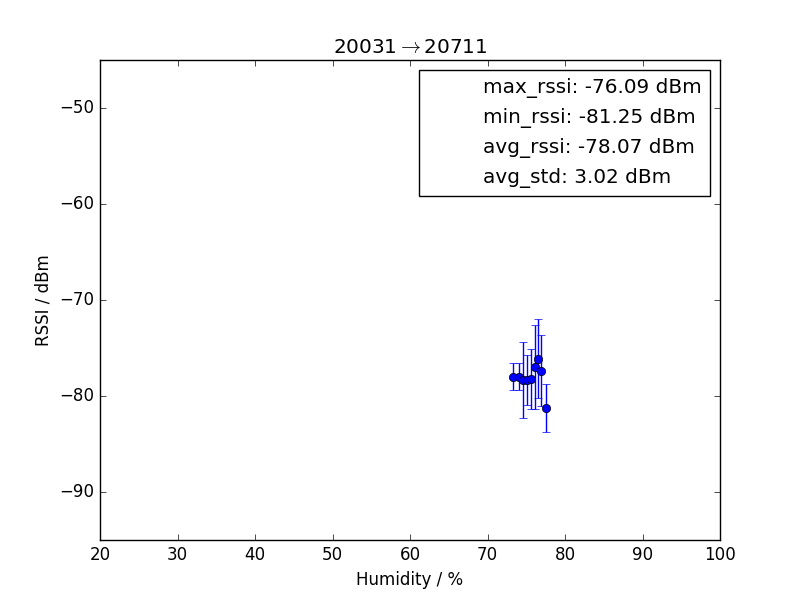 20031→20711
max_rssi: -76.09 dBm
min_rssi: -81.25 dBm
avg_rssi: -78.07 dBm
avg_std: 3.02 dBm
RSSI / dBm
−50
−60
−70
−80
−90
20 30 40 50 60 70 80 90 100
Humidity / %